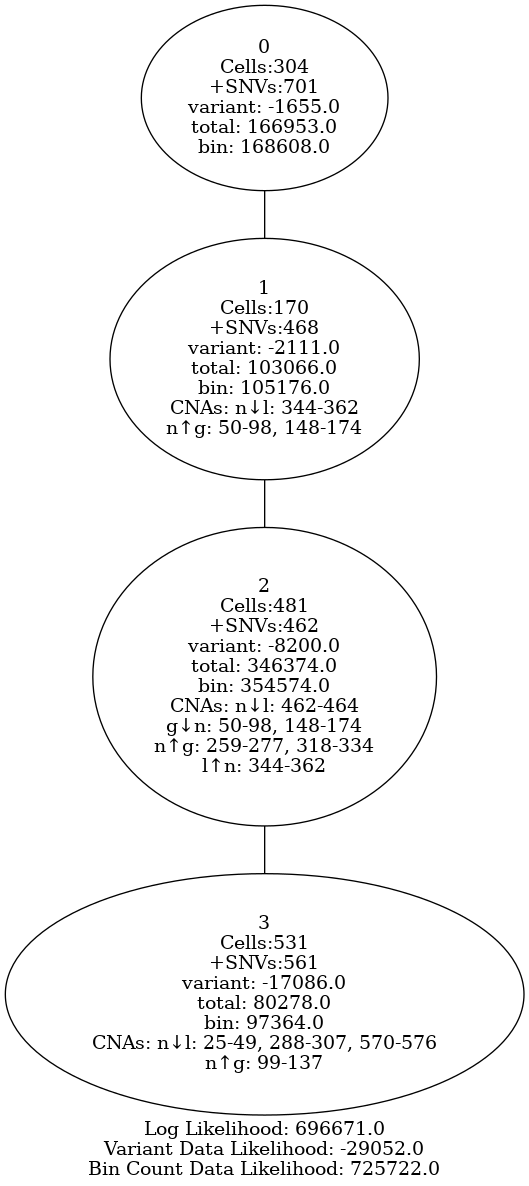 0
Cells:304
+SNVs:701
variant: -1655.0
total: 166953.0
bin: 168608.0
1
Cells:170
+SNVs:468
variant: -2111.0
total: 103066.0
bin: 105176.0
CNAs: n↓l: 344-362
n↑g: 50-98, 148-174
2
Cells:481
+SNVs:462
variant: -8200.0
total: 346374.0
bin: 354574.0
CNAs: n↓l: 462-464
g↓n: 50-98, 148-174
n↑g: 259-277, 318-334
l↑n: 344-362
3
Cells:531
+SNVs:561
variant: -17086.0
total: 80278.0
bin: 97364.0
CNAs: n↓l: 25-49, 288-307, 570-576
n↑g: 99-137
Log Likelihood: 696671.0
Variant Data Likelihood: -29052.0
Bin Count Data Likelihood: 725722.0